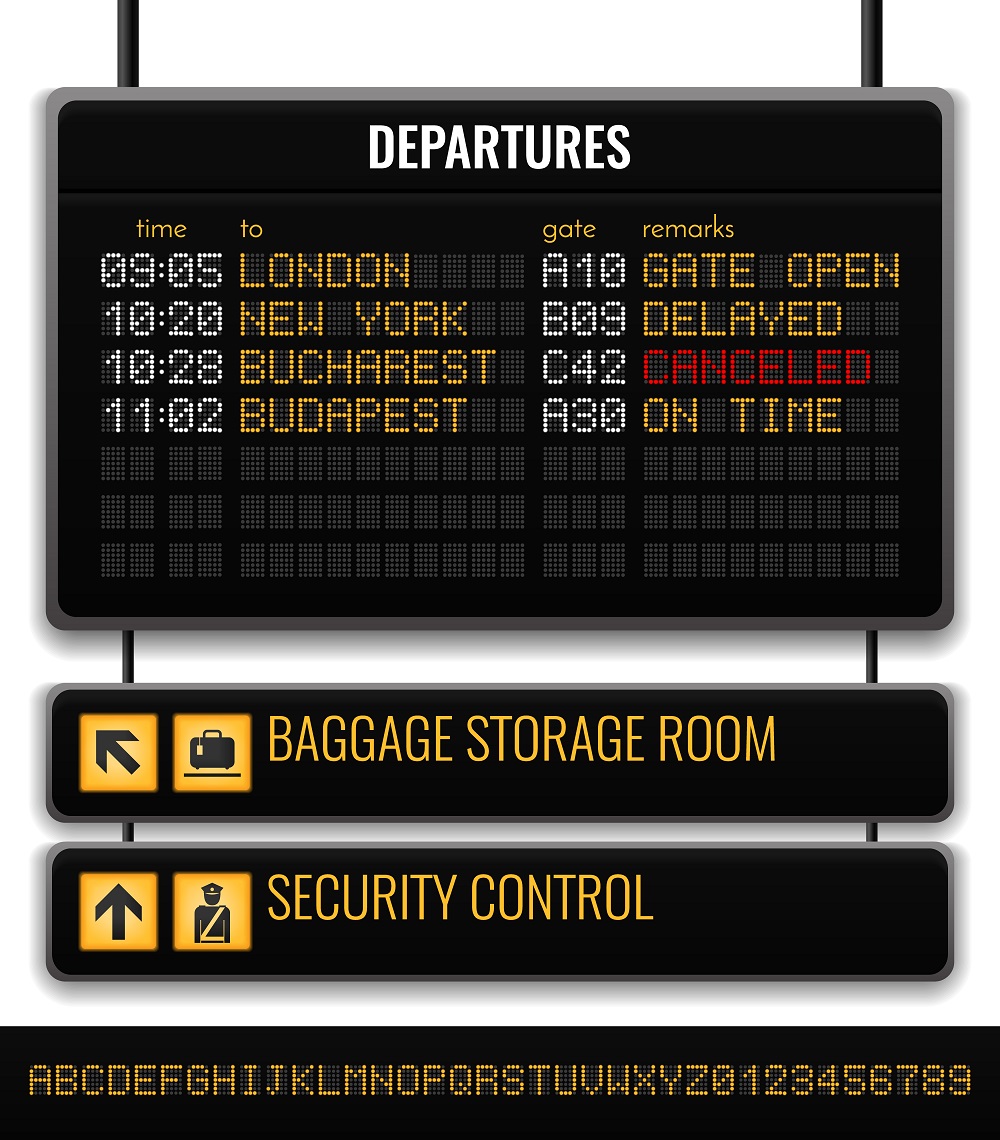 DEPARTURES
time to gate remarks
09:05 LONDON A10 GATE OPEN
10:20 NEW YORK B09 DELAYED
10:28 BUCHAREST C42 CANCELED
11:02 BUDAPEST A30 ON TIME
BAGGAGE STORAGE ROOM
SECURITY CONTROL
ABCDEFGHIJKLMNOPQRSTUVWXYZ0123456789